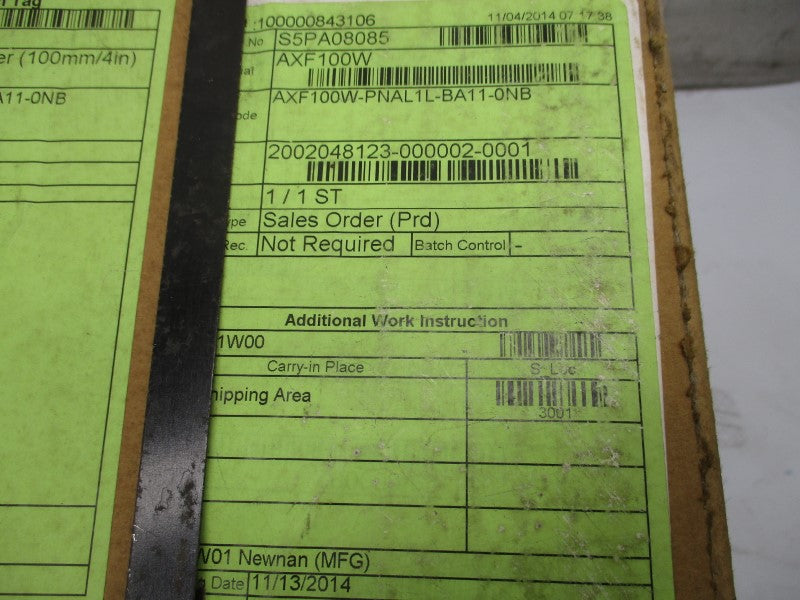 Tag
:100000843106 11/04/2014 07:17:38
No S5PA08085
AXF100W
er (100mm/4in)
A11-0NB
AXF100W-PNAL1L-BA11-0NB
ode
2002048123-000002-0001
1 / 1 ST
ype Sales Order (Prd)
Rec. Not Required Batch Control -
Additional Work Instruction
1W00
Carry-in Place S- Loc
hipping Area
3001
W01 Newnan (MFG)
g Date 11/13/2014